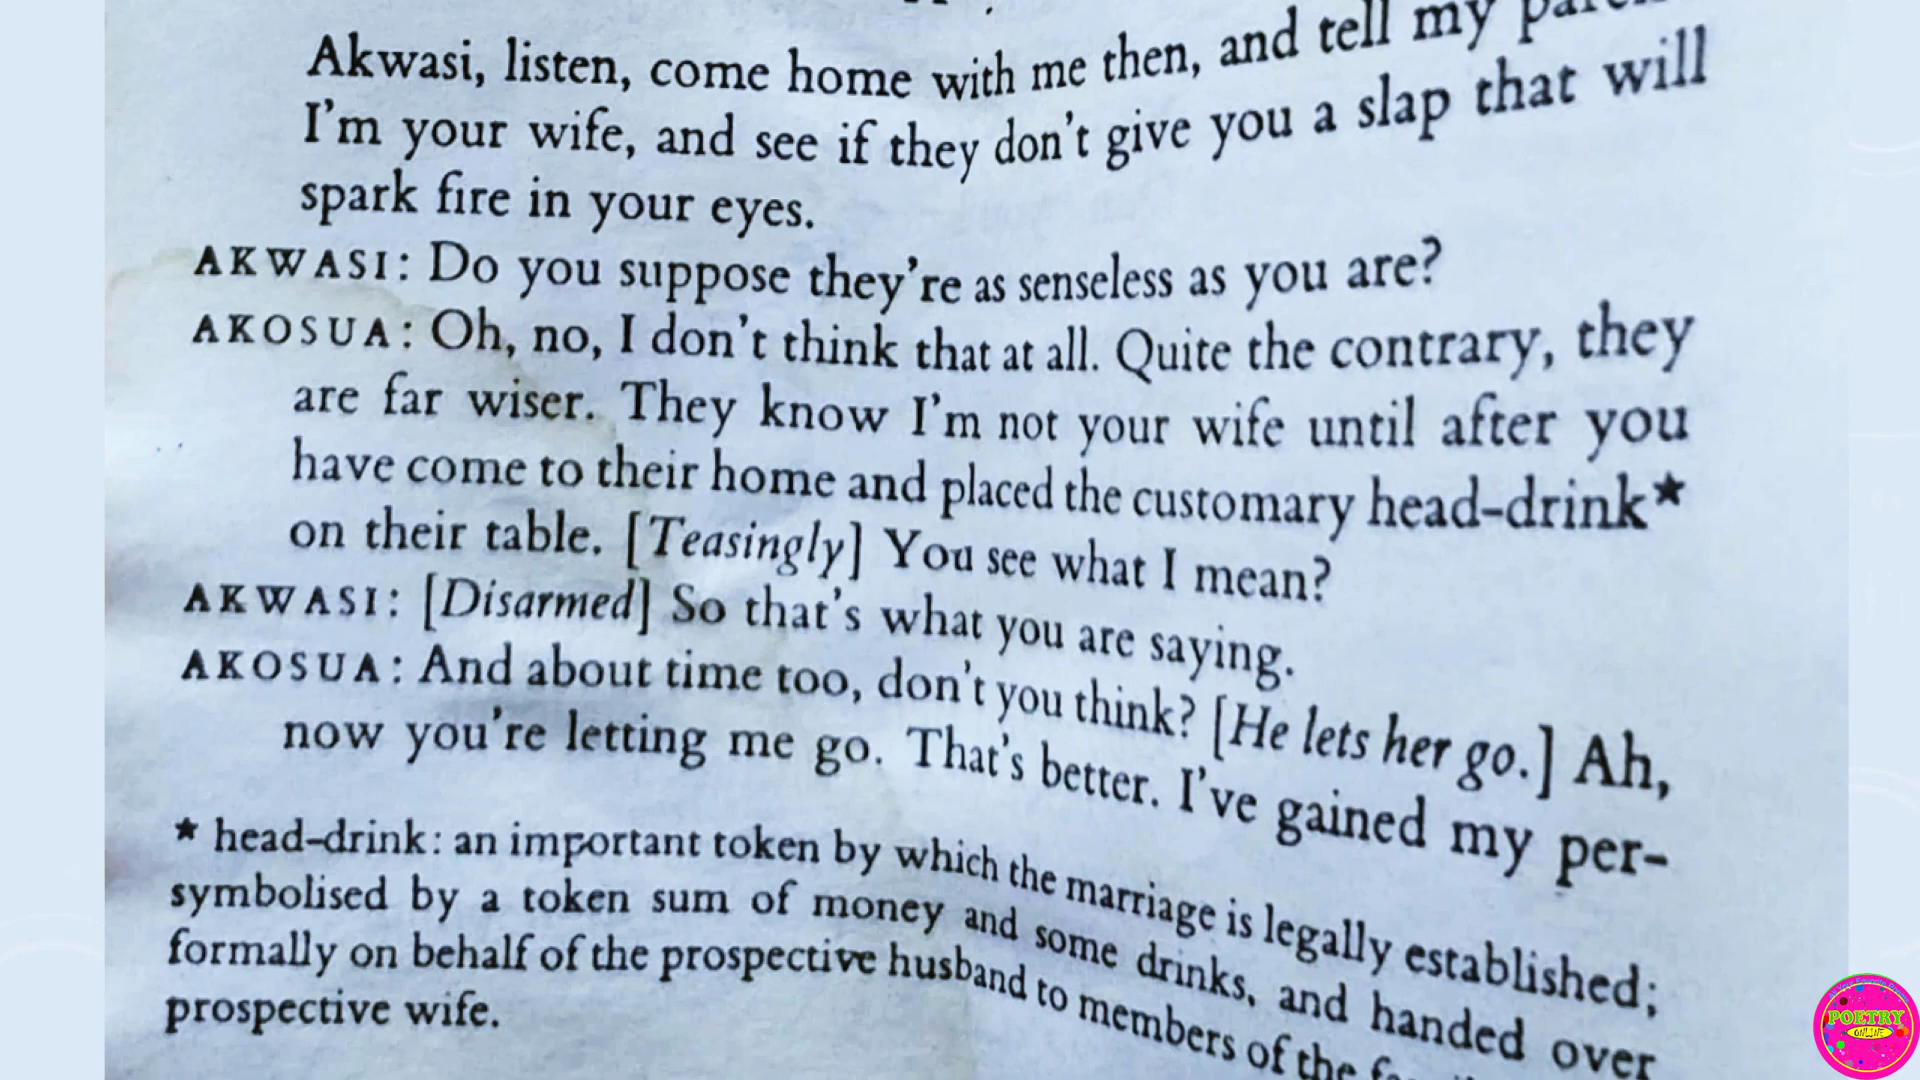 Akwasi, listen, come home with me then, and tell my
I'm your wife, and see if they don't give you a slap that will
spark fire in your eyes.
AKWASI: Do you suppose they're as senseless as you are?
AKOSUA: Oh, no, I don't think that at all. Quite the contrary, they
are far wiser. They know I'm not your wife until after you
have come to their home and placed the customary head-drink*
on their table. [Teasingly] You see what I mean?
AKWASI: [Disarmed] So that's what you are saying.
AKOSUA: And about time too, don't you think? [He lets her go.] Ah,
now you're letting me go. That's better. I've gained my per-
* head-drink: an important token by which the marriage is legally established;
symbolised by a token sum of money and some drinks, and handed over
formally on behalf of the prospective husband to members of the
prospective wife.
POETRY
ONLINE